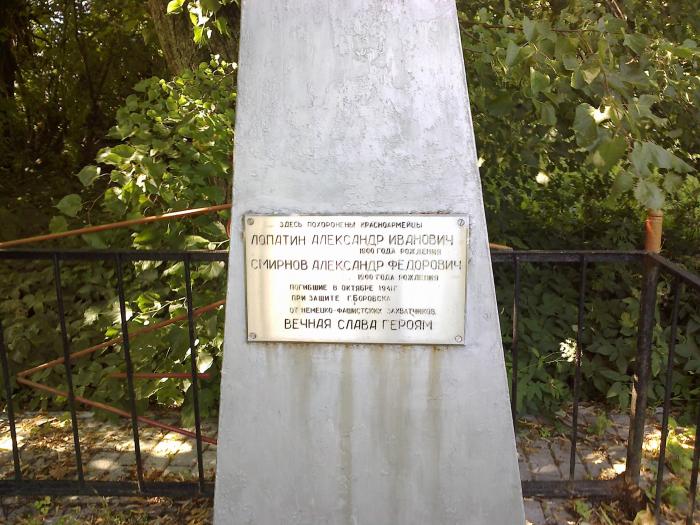 ЗДЕСЬ ПОХОРОНЕНЫ КРАСНОАРМЕЙЦЫ
ЛОПАТИН АЛЕКСАНДР ИВАНОВИЧ
1900 ГОДА РОЖДЕНИЯ
СМИРНОВ АЛЕКСАНДР ФЕДОРОВИЧ
1900 ГОДА РОЖДЕНИЯ
ПОГИБШИЕ В ОКТЯБРЕ 1941Г
ПРИ ЗАЩИТЕ Г.БОРОВСКА
ОТ НЕМЕЦКО-ФАШИСТСКИХ ЗАХВАТЧИКОВ.
ВЕЧНАЯ СЛАВА ГЕРОЯМ